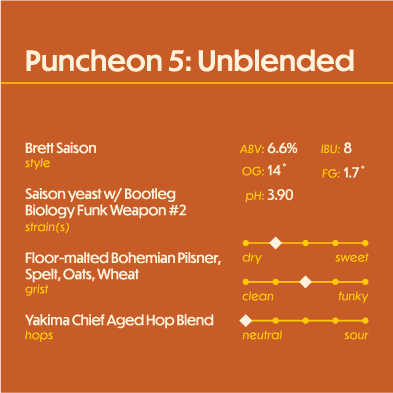 Puncheon 5: Unblended
Brett Saison
style
Saison yeast w/ Bootleg
Biology Funk Weapon #2
strain(s)
Floor-malted Bohemian Pilsner,
Spelt, Oats, Wheat
grist
Yakima Chief Aged Hop Blend
hops
ABV: 6.6% IBU: 8
OG: 14° FG: 1.7°
pH: 3.90
dry sweet
clean funky
neutral sour